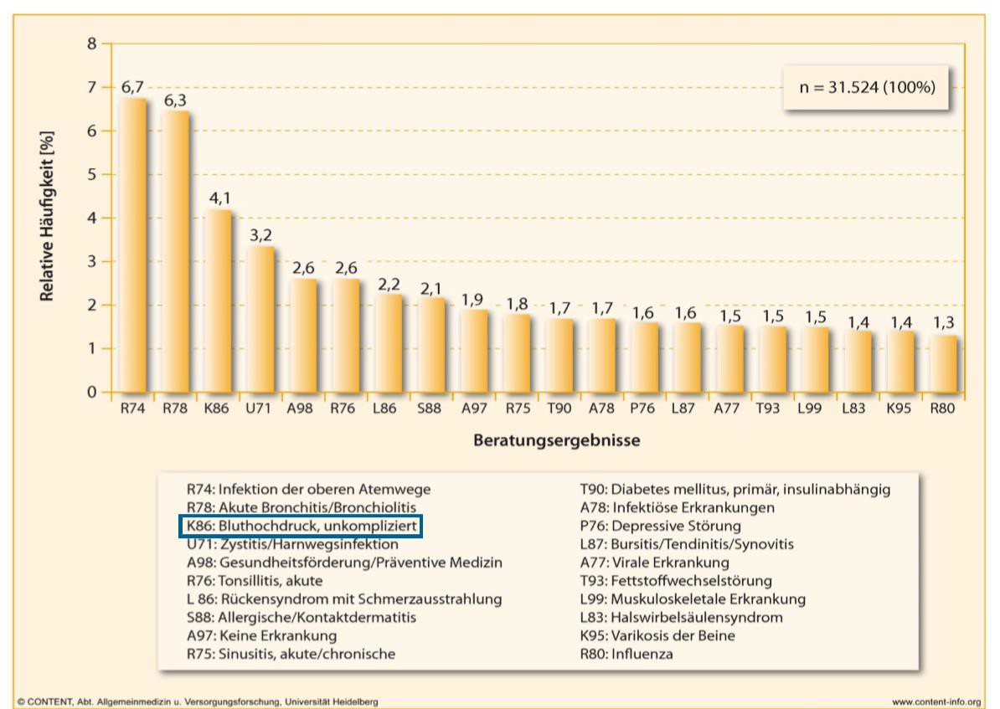 8
7
6
5
4
3
2
1
0
Relative Häufigkeit [%]
n = 31.524 (100%)
6,7
6,3
4,1
3,2
2,6
2,6
2,2
2,1
1,9
1,8
1,7
1,7
1,6
1,6
1,5
1,5
1,5
1,4
1,4
1,3
R74 R78 K86 U71 A98 R76 L86 S88 A97 R75 T90 A78 P76 L87 A77 T93 L99 L83 K95 R80
Beratungsergebnisse
R74: Infektion der oberen Atemwege
R78: Akute Bronchitis/Bronchiolitis
K86: Bluthochdruck, unkompliziert
U71: Zystitis/Harnwegsinfektion
A98: Gesundheitsförderung/Präventive Medizin
R76: Tonsillitis, akute
L 86: Rückensyndrom mit Schmerzausstrahlung
S88: Allergische/Kontaktdermatitis
A97: Keine Erkrankung
R75: Sinusitis, akute/chronische
T90: Diabetes mellitus, primär, insulinabhängig
A78: Infektiöse Erkrankungen
P76: Depressive Störung
L87: Bursitis/Tendinitis/Synovitis
A77: Virale Erkrankung
T93: Fettstoffwechselstörung
L99: Muskuloskeletale Erkrankung
L83: Halswirbelsäulensyndrom
K95: Varikosis der Beine
R80: Influenza
© CONTENT, Abt. Allgemeinmedizin u. Versorgungsforschung, Universität Heidelberg
www.content-info.org